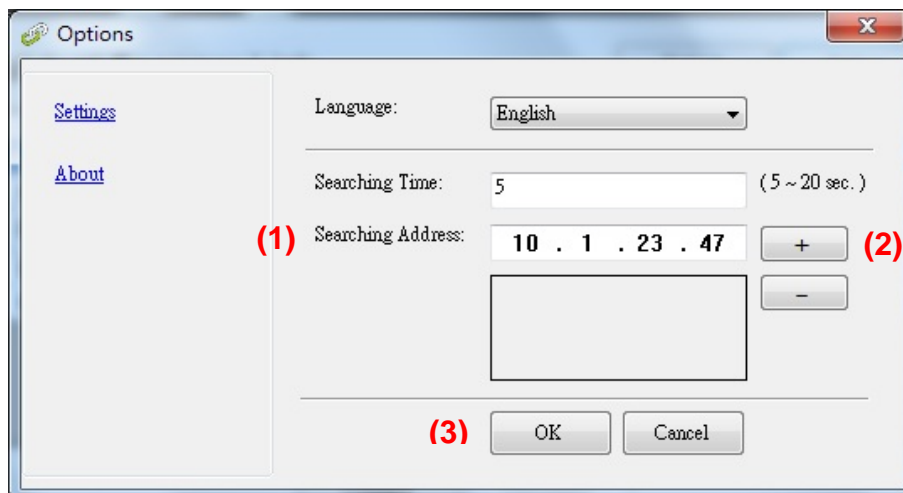 Options
Settings
About
Language:
English
Searching Time:
5
( 5 ~ 20 sec. )
(1)
Searching Address:
10 . 1 . 23 . 47
+
(2)
-
(3)
OK
Cancel